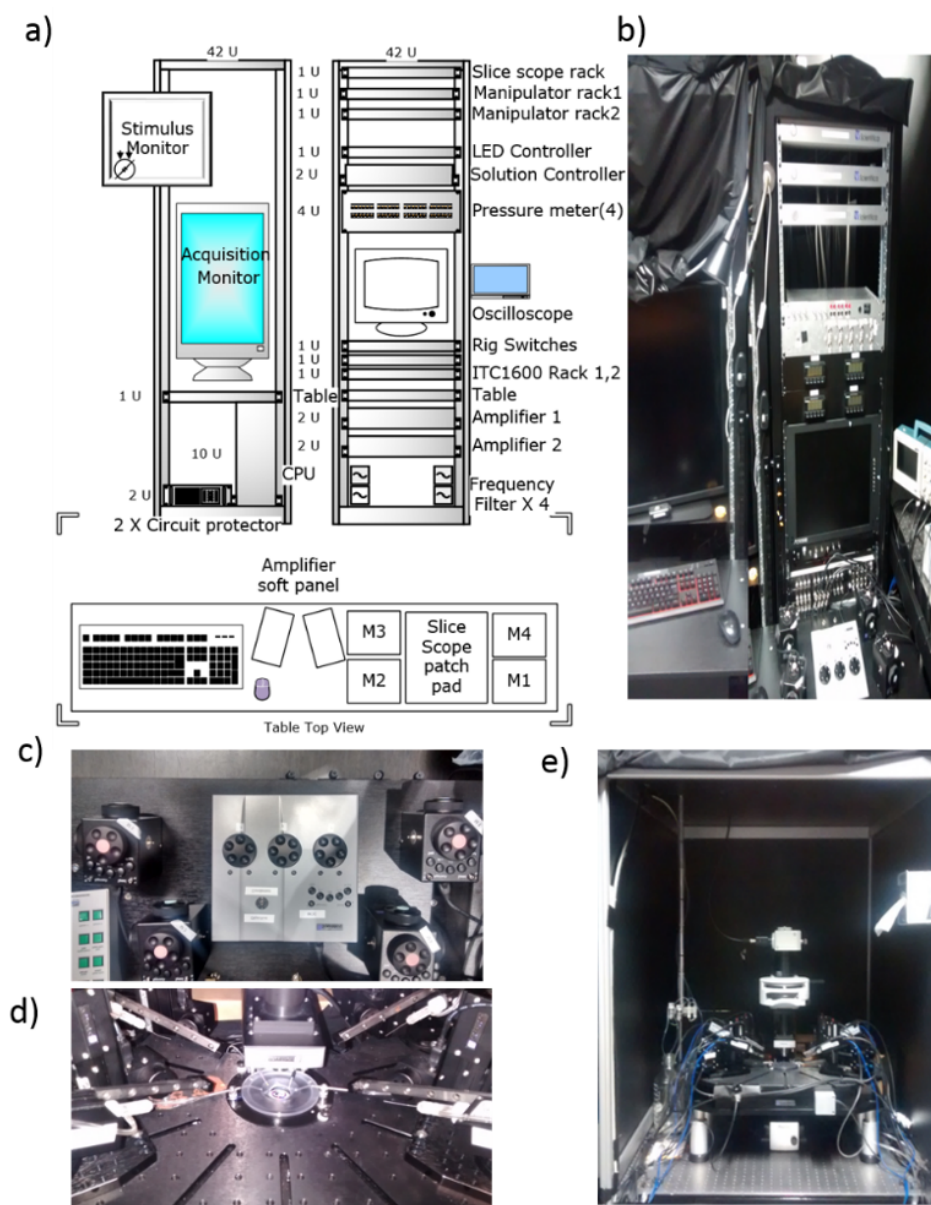 a)
42 U
42 U
b)
1 U
Slice scope rack
1 U
Manipulator rack1
1 U
Manipulator rack2
Stimulus
Monitor
1 U
LED Controller
2 U
Solution Controller
4 U
Pressure meter(4)
Acquisition
Monitor
Oscilloscope
1 U
Rig Switches
1 U
1 U
ITC1600 Rack 1,2
1 U
Table
Table
2 U
Amplifier 1
2 U
Amplifier 2
10 U
CPU
Frequency
Filter X 4
2 U
2 X Circuit protector
Amplifier
soft panel
M3
Slice
Scope
patch
pad
M4
M2
M1
Table Top View
c)
e)
d)